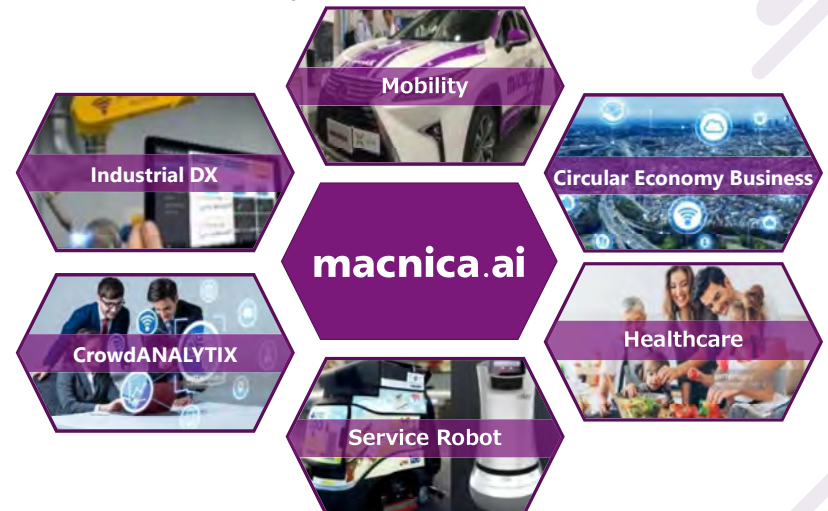 Mobility
Industrial DX
Circular Economy Business
macnica.ai
CrowdANALYTIX
Healthcare
Service Robot